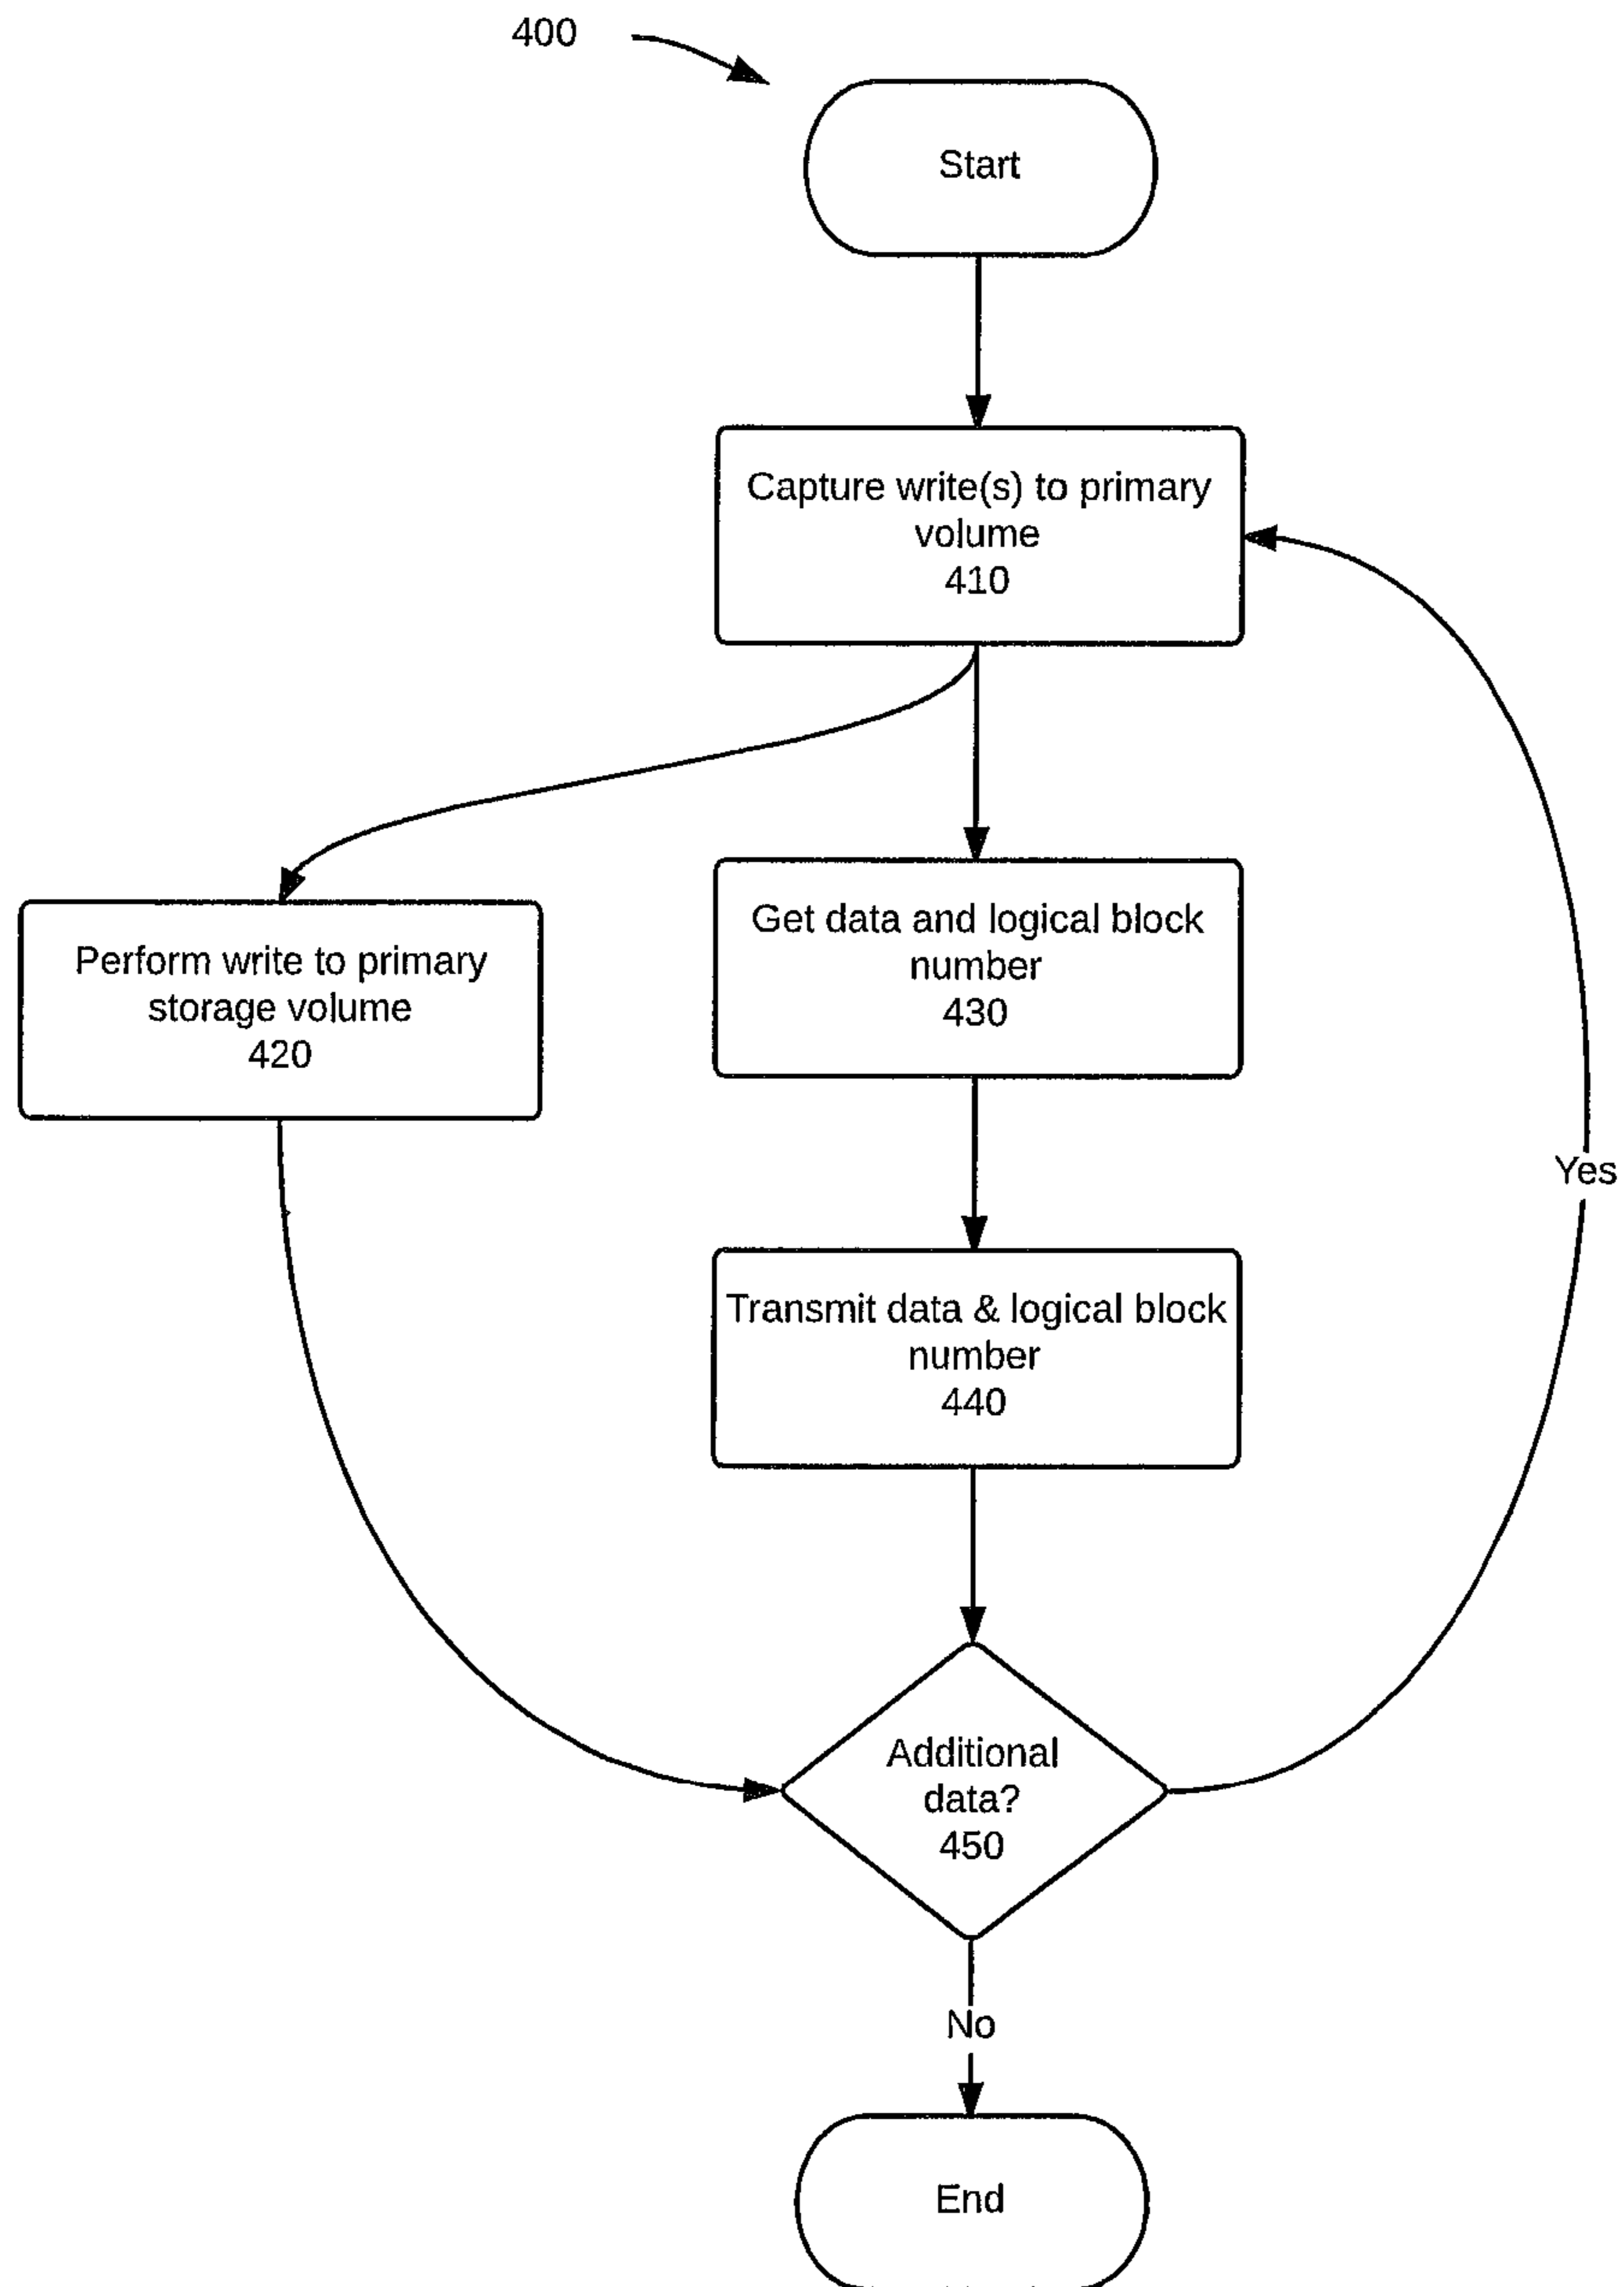 400
Start
Capture write(s) to primary
volume
410
Perform write to primary
storage volume
420
Get data and logical block
number
430
Transmit data & logical block
number
440
Yes
Additional
data?
450
No
End